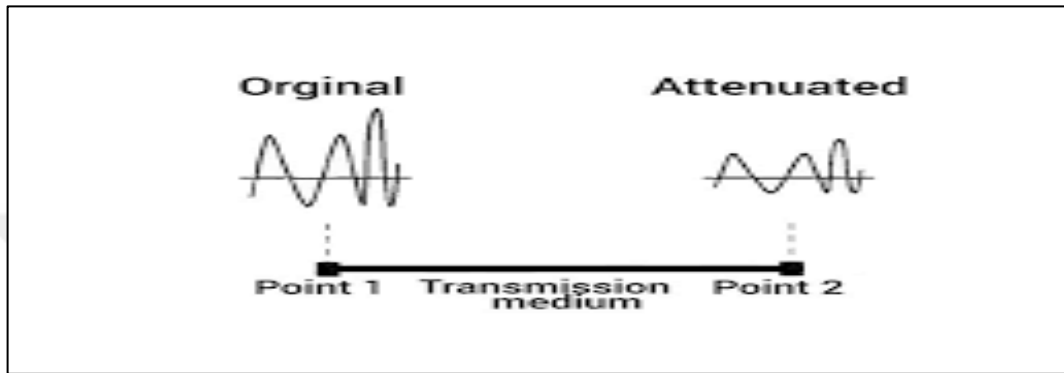 Orginal Attenuated
Point 1 Transmission medium Point 2